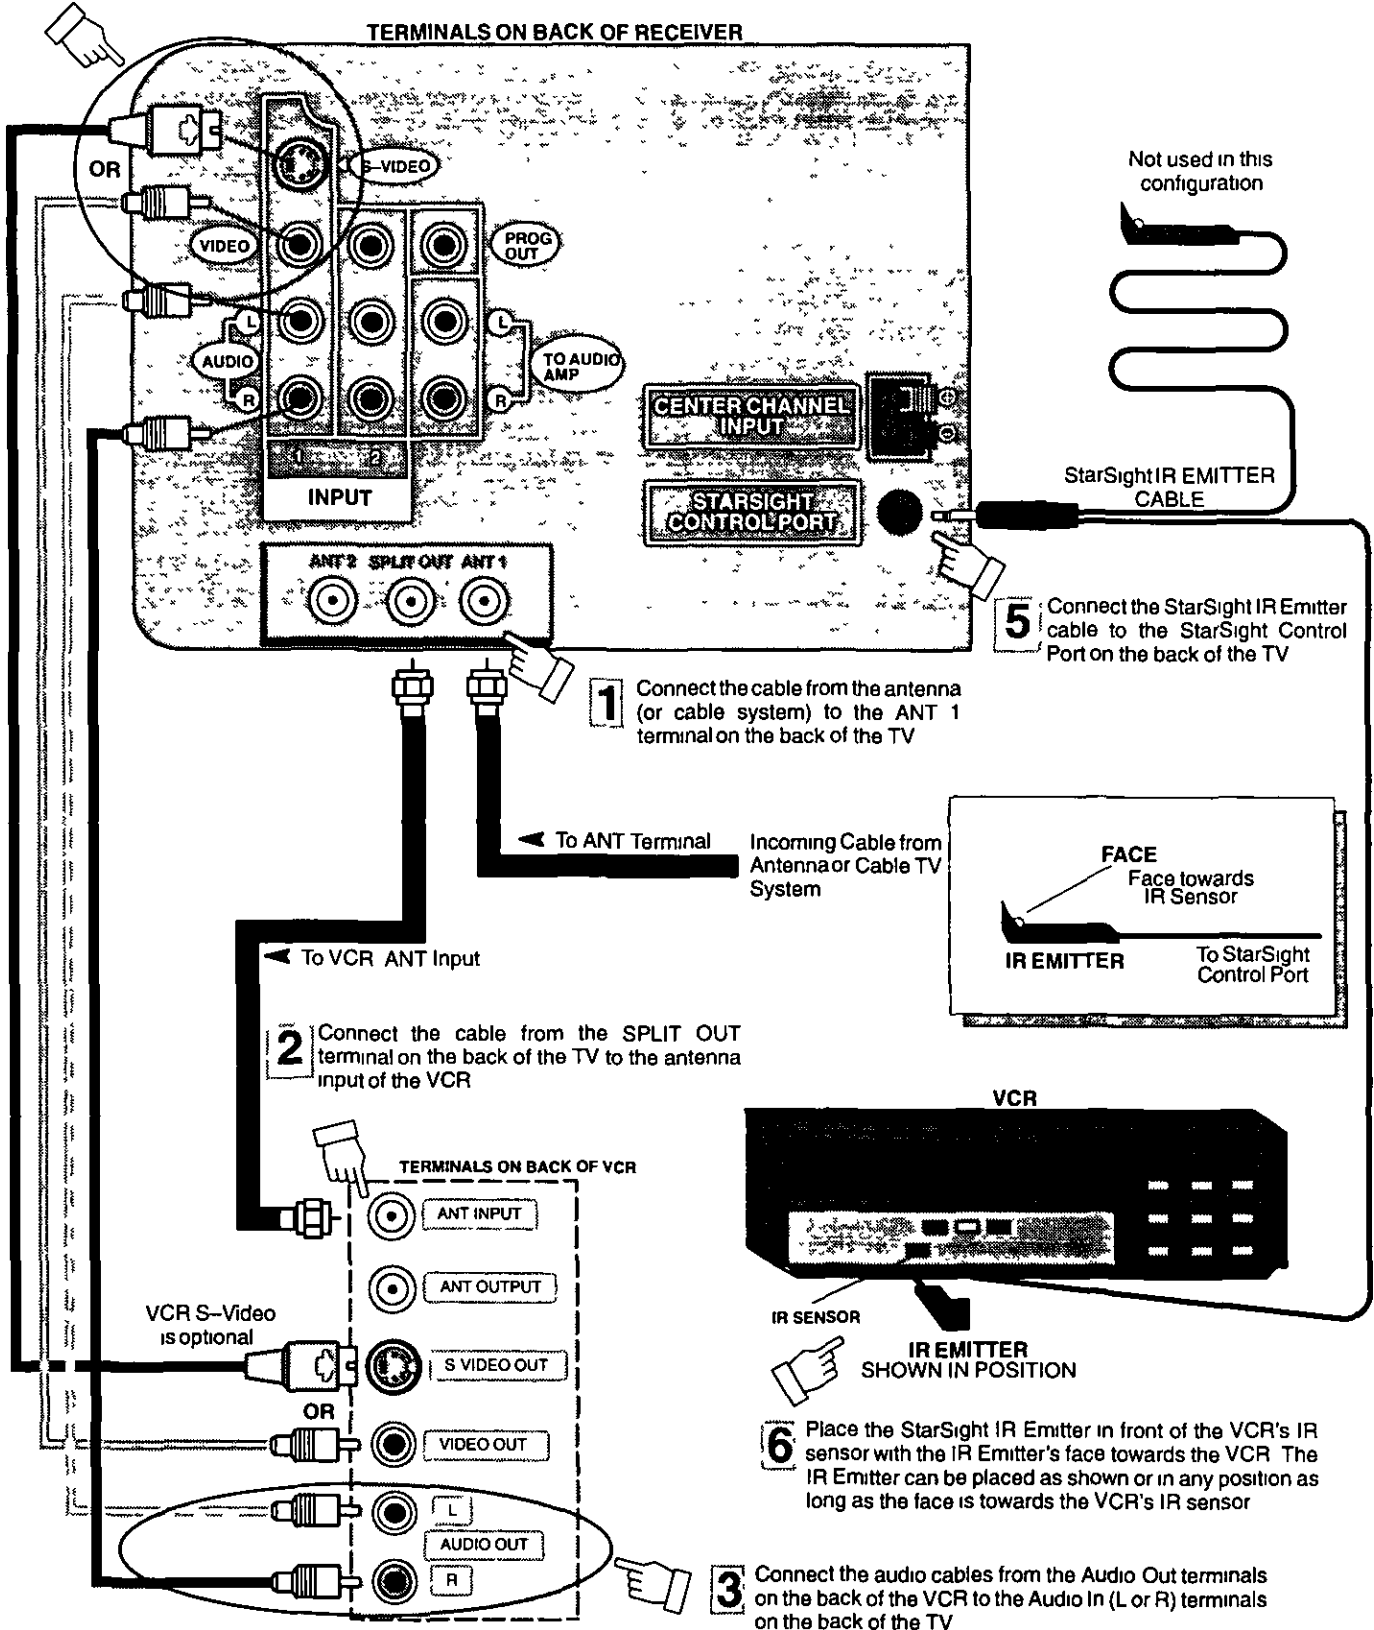 TERMINALS ON BACK OF RECEIVER
OR
S–VIDEO
VIDEO
PROG
OUT
L
AUDIO
R
L
TO AUDIO
AMP
R
1
2
INPUT
CENTER CHANNEL
INPUT
STARSIGHT
CONTROL PORT
ANT 2 SPLIT OUT ANT 1
Not used in this
configuration
StarSight IR EMITTER
CABLE
5
Connect the StarSight IR Emitter
cable to the StarSight Control
Port on the back of the TV
1
Connect the cable from the antenna
(or cable system) to the ANT 1
terminal on the back of the TV
To ANT Terminal
Incoming Cable from
Antenna or Cable TV
System
FACE
Face towards
IR Sensor
IR EMITTER
To StarSight
Control Port
To VCR ANT Input
2
Connect the cable from the SPLIT OUT
terminal on the back of the TV to the antenna
input of the VCR
VCR
IR SENSOR
IR EMITTER
SHOWN IN POSITION
6
Place the StarSight IR Emitter in front of the VCR's IR
sensor with the IR Emitter's face towards the VCR The
IR Emitter can be placed as shown or in any position as
long as the face is towards the VCR's IR sensor
TERMINALS ON BACK OF VCR
ANT INPUT
ANT OUTPUT
VCR S–Video
is optional
S VIDEO OUT
OR
VIDEO OUT
L
AUDIO OUT
R
3
Connect the audio cables from the Audio Out terminals
on the back of the VCR to the Audio In (L or R) terminals
on the back of the TV